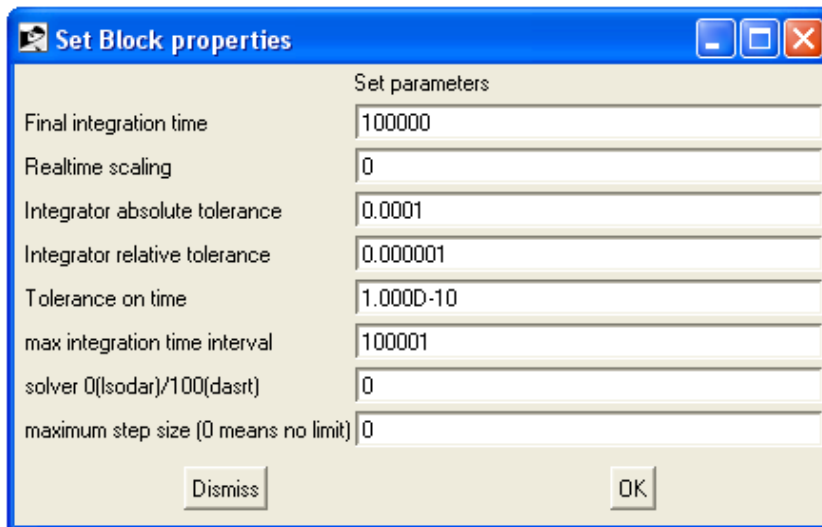 Set Block properties
Set parameters
Final integration time 100000
Realtime scaling 0
Integrator absolute tolerance 0.0001
Integrator relative tolerance 0.000001
Tolerance on time 1.000D-10
max integration time interval 100001
solver 0(lsodar)/100(dasrt) 0
maximum step size (0 means no limit) 0
Dismiss OK